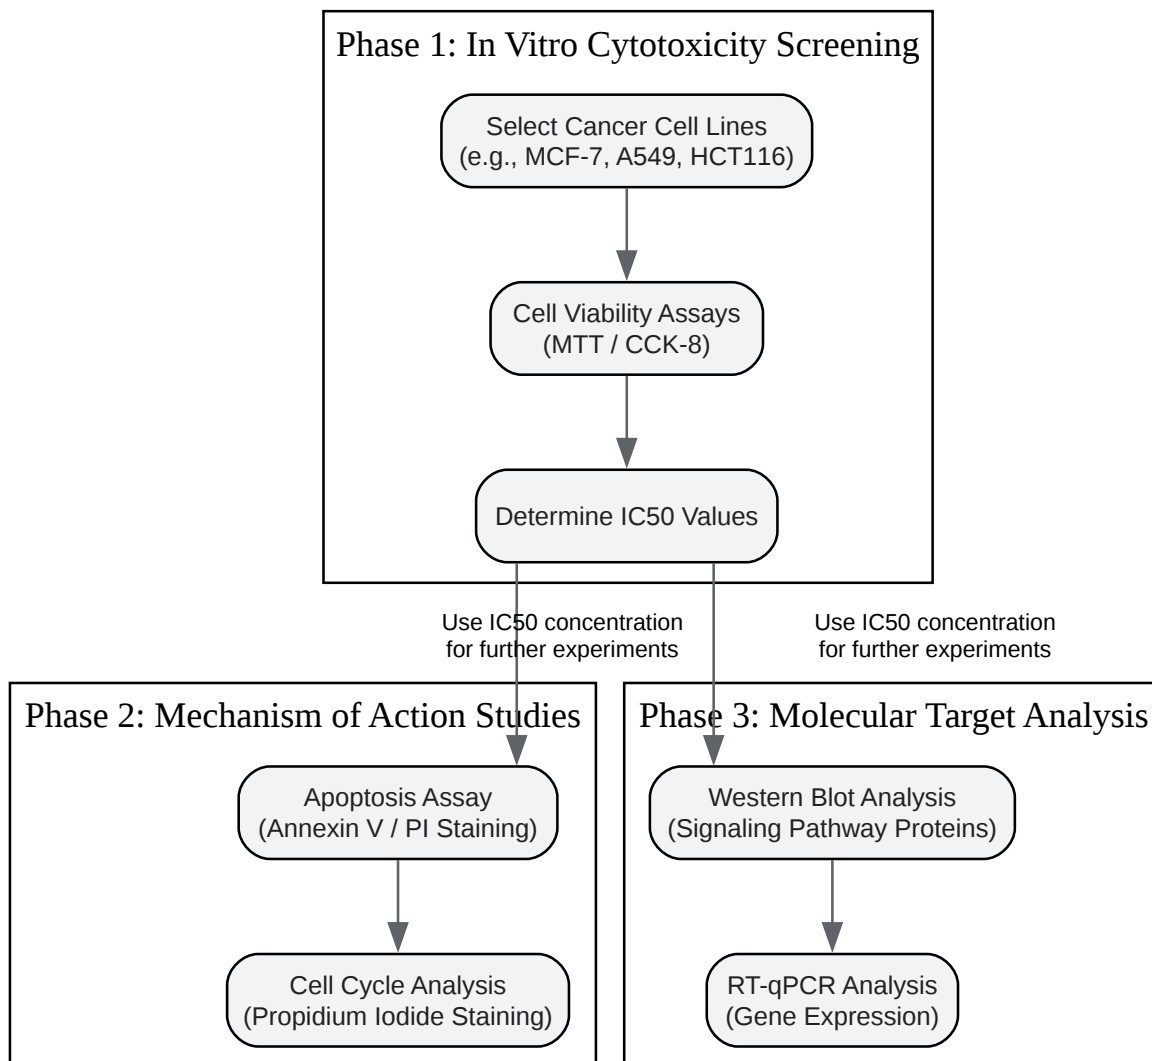 Phase 1: In Vitro Cytotoxicity Screening
Select Cancer Cell Lines
(e.g., MCF-7, A549, HCT116)
Cell Viability Assays
(MTT / CCK-8)
Determine IC50 Values
Use IC50 concentration
for further experiments
Use IC50 concentration
for further experiments
Phase 2: Mechanism of Action Studies
Apoptosis Assay
(Annexin V / PI Staining)
Cell Cycle Analysis
(Propidium Iodide Staining)
Phase 3: Molecular Target Analysis
Western Blot Analysis
(Signaling Pathway Proteins)
RT-qPCR Analysis
(Gene Expression)